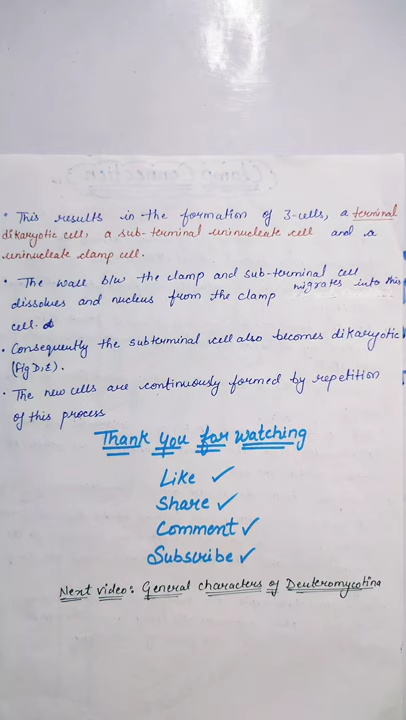 • This results in the formation of 3-cells, a terminal
dikaryotic cell, a sub-terminal uninucleate cell and a
uninucleate clamp cell.
• The wall b/w the clamp and sub-terminal cell
dissolves and nucleus from the clamp migrates into this
cell.
• Consequently the subterminal cell also becomes dikaryotic
(Fig D, E).
• The new cells are continuously formed by repetition
of this process
Thank you for watching
Like ✓
Share ✓
Comment ✓
Subscribe ✓
Next video: General characters of Deuteromycotina